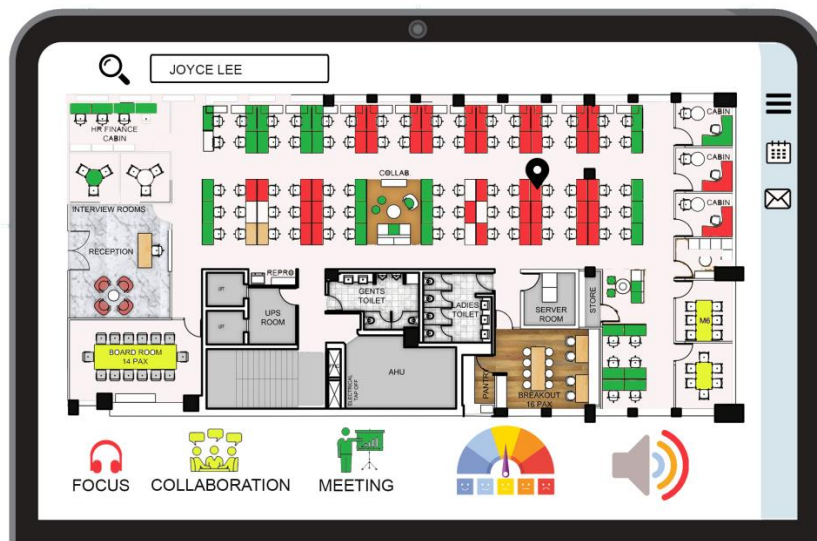 JOYCE LEE
CABIN
HR FINANCE
CABIN
COLLAB.
CABIN
INTERVIEW ROOMS
CABIN
RECEPTION
REPRO
GENTS
TOILET
LADIES
TOILET
UPS
ROOM
SERVER
ROOM
STORE
M6
BOARD ROOM
14 PAX
AHU
ELECTRICAL
TAP OFF
PANTRY
BREAKOUT
16 PAX
FOCUS
COLLABORATION
MEETING